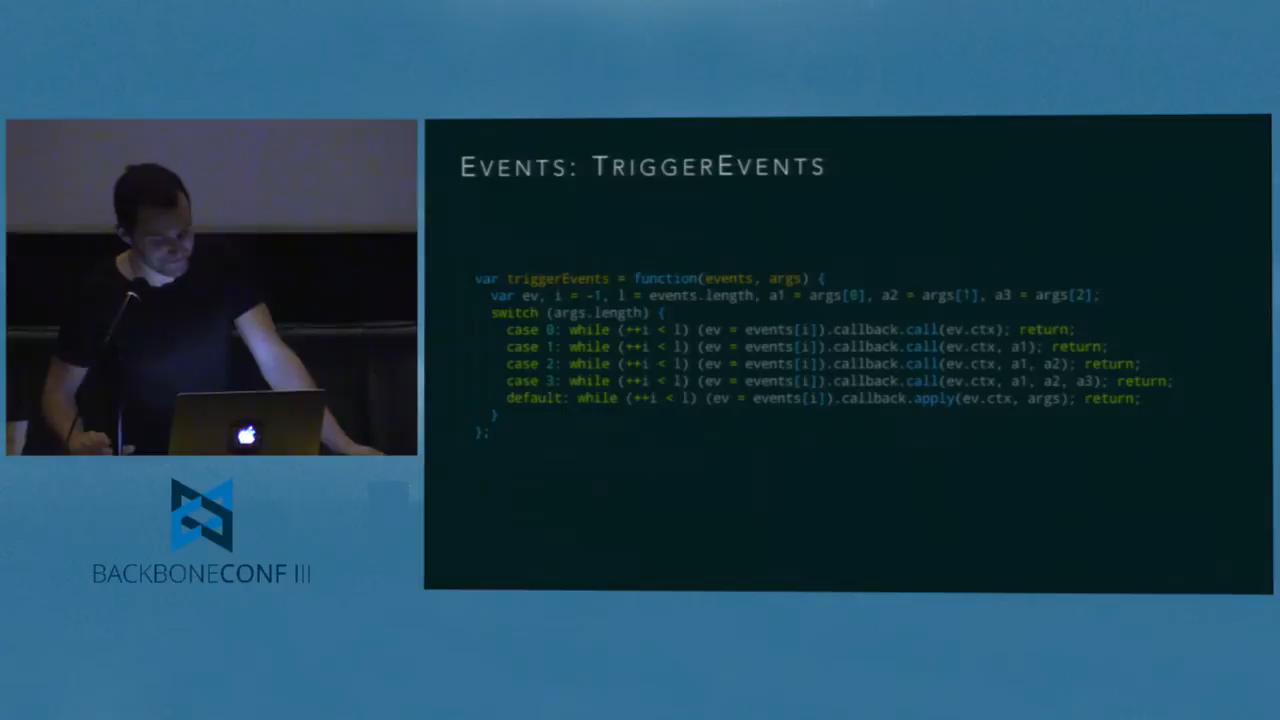 EVENTS: TRIGGEREVENTS
var triggerEvents = function(events, args) {
var ev, i = -1, l = events.length, a1 = args[0], a2 = args[1], a3 = args[2];
switch (args.length) {
case 0: while (++i < l) (ev = events[i]).callback.call(ev.ctx); return;
case 1: while (++i < l) (ev = events[i]).callback.call(ev.ctx, a1); return;
case 2: while (++i < l) (ev = events[i]).callback.call(ev.ctx, a1, a2); return;
case 3: while (++i < l) (ev = events[i]).callback.call(ev.ctx, a1, a2, a3); return;
default: while (++i < l) (ev = events[i]).callback.apply(ev.ctx, args); return;
}
};
BACKBONECONF III